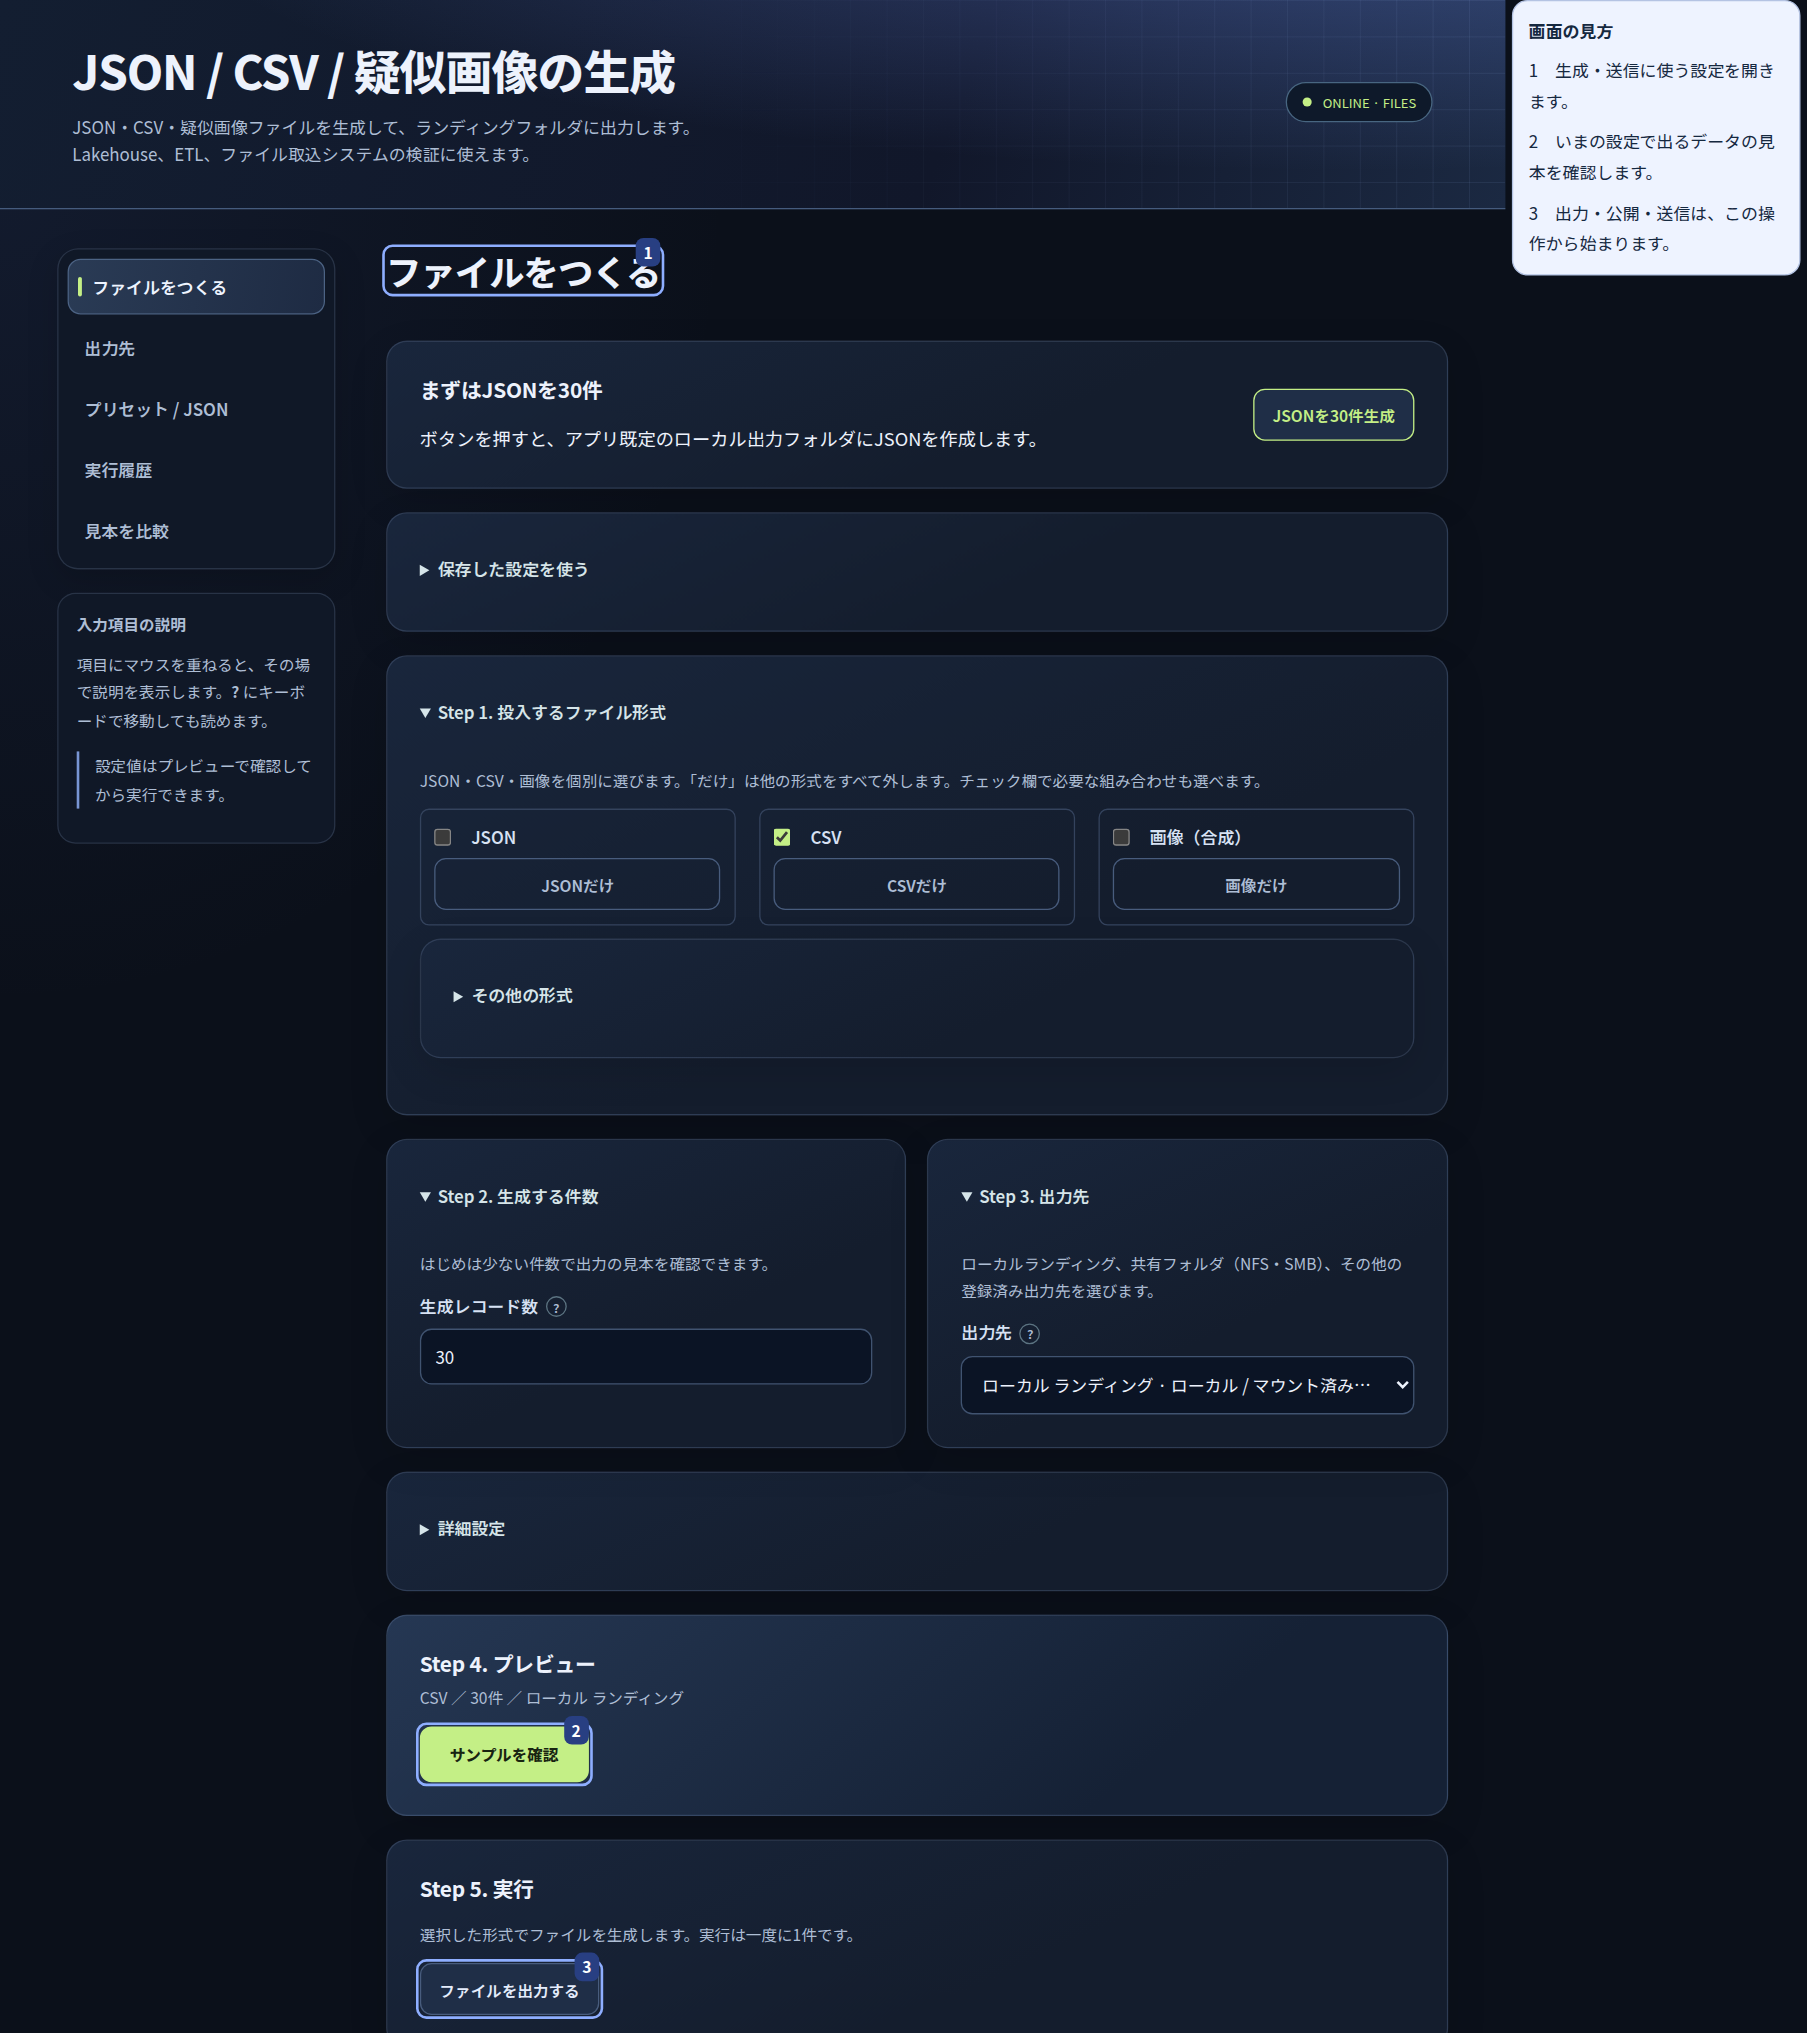 JSON / CSV / 疑似画像の生成
JSON・CSV・疑似画像ファイルを生成して、ランディングフォルダに出力します。
Lakehouse、ETL、ファイル取込システムの検証に使えます。
ONLINE · FILES
画面の見方
1 生成・送信に使う設定を開き
ます。
2 いまの設定で出るデータの見
本を確認します。
3 出力・公開・送信は、この操
作から始まります。
ファイルをつくる
出力先
プリセット / JSON
実行履歴
見本を比較
入力項目の説明
項目にマウスを重ねると、その場
で説明を表示します。? にキーボ
ードで移動しても読めます。
設定値はプレビューで確認して
から実行できます。
ファイルをつくる
1
まずはJSONを30件
ボタンを押すと、アプリ既定のローカル出力フォルダにJSONを作成します。
JSONを30件生成
▶ 保存した設定を使う
▼ Step 1. 投入するファイル形式
JSON・CSV・画像を個別に選びます。「だけ」は他の形式をすべて外します。チェック欄で必要な組み合わせも選べます。
JSON
JSONだけ
CSV
CSVだけ
画像（合成）
画像だけ
▶ その他の形式
▼ Step 2. 生成する件数
はじめは少ない件数で出力の見本を確認できます。
生成レコード数 ?
30
▼ Step 3. 出力先
ローカルランディング、共有フォルダ（NFS・SMB）、その他の
登録済み出力先を選びます。
出力先 ?
ローカル ランディング · ローカル / マウント済み…
▶ 詳細設定
Step 4. プレビュー
CSV ／ 30件 ／ ローカル ランディング
サンプルを確認
2
Step 5. 実行
選択した形式でファイルを生成します。実行は一度に1件です。
ファイルを出力する
3